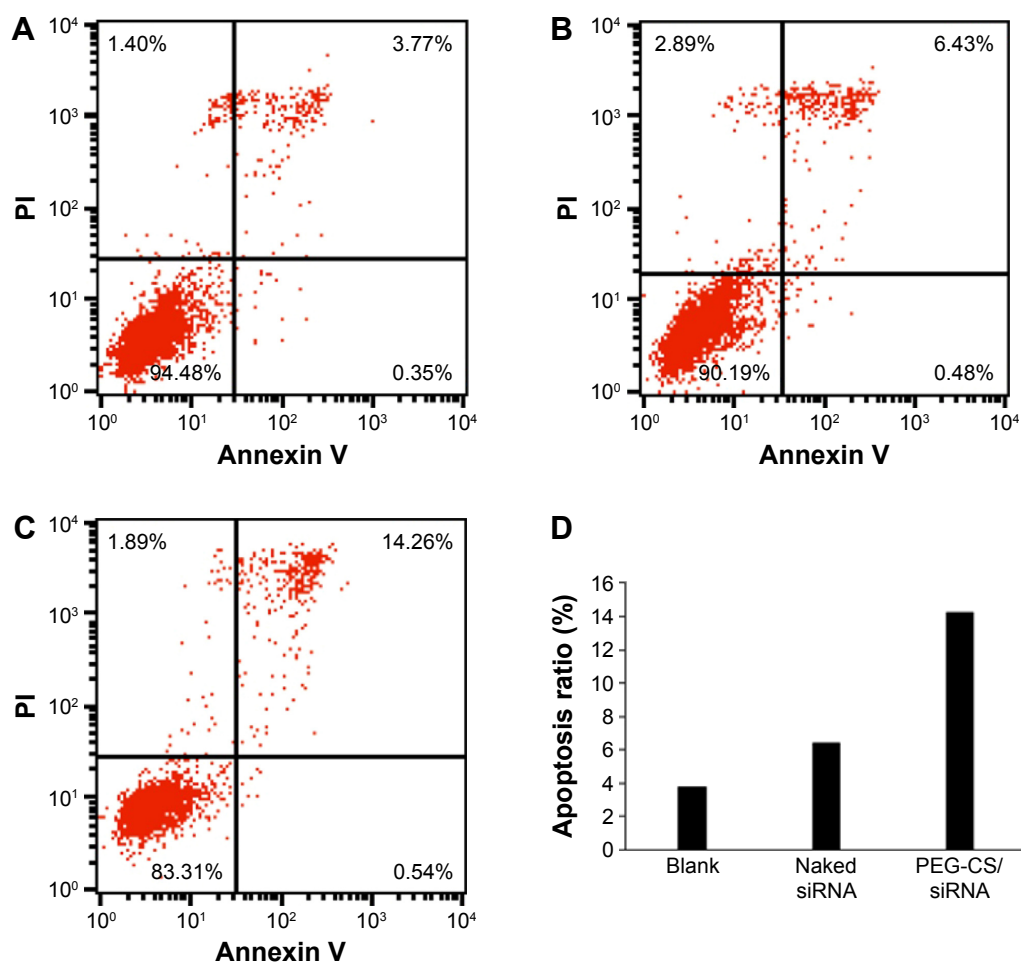 A
10⁴
10³
10²
10¹
10⁰
PI
1.40%
3.77%
94.48%
0.35%
10⁰ 10¹ 10² 10³ 10⁴
Annexin V
B
10⁴
10³
10²
10¹
10⁰
PI
2.89%
6.43%
90.19%
0.48%
10⁰ 10¹ 10² 10³ 10⁴
Annexin V
C
10⁴
10³
10²
10¹
10⁰
PI
1.89%
14.26%
83.31%
0.54%
10⁰ 10¹ 10² 10³ 10⁴
Annexin V
D
Apoptosis ratio (%)
16
14
12
10
8
6
4
2
0
Blank
Naked
siRNA
PEG-CS/
siRNA